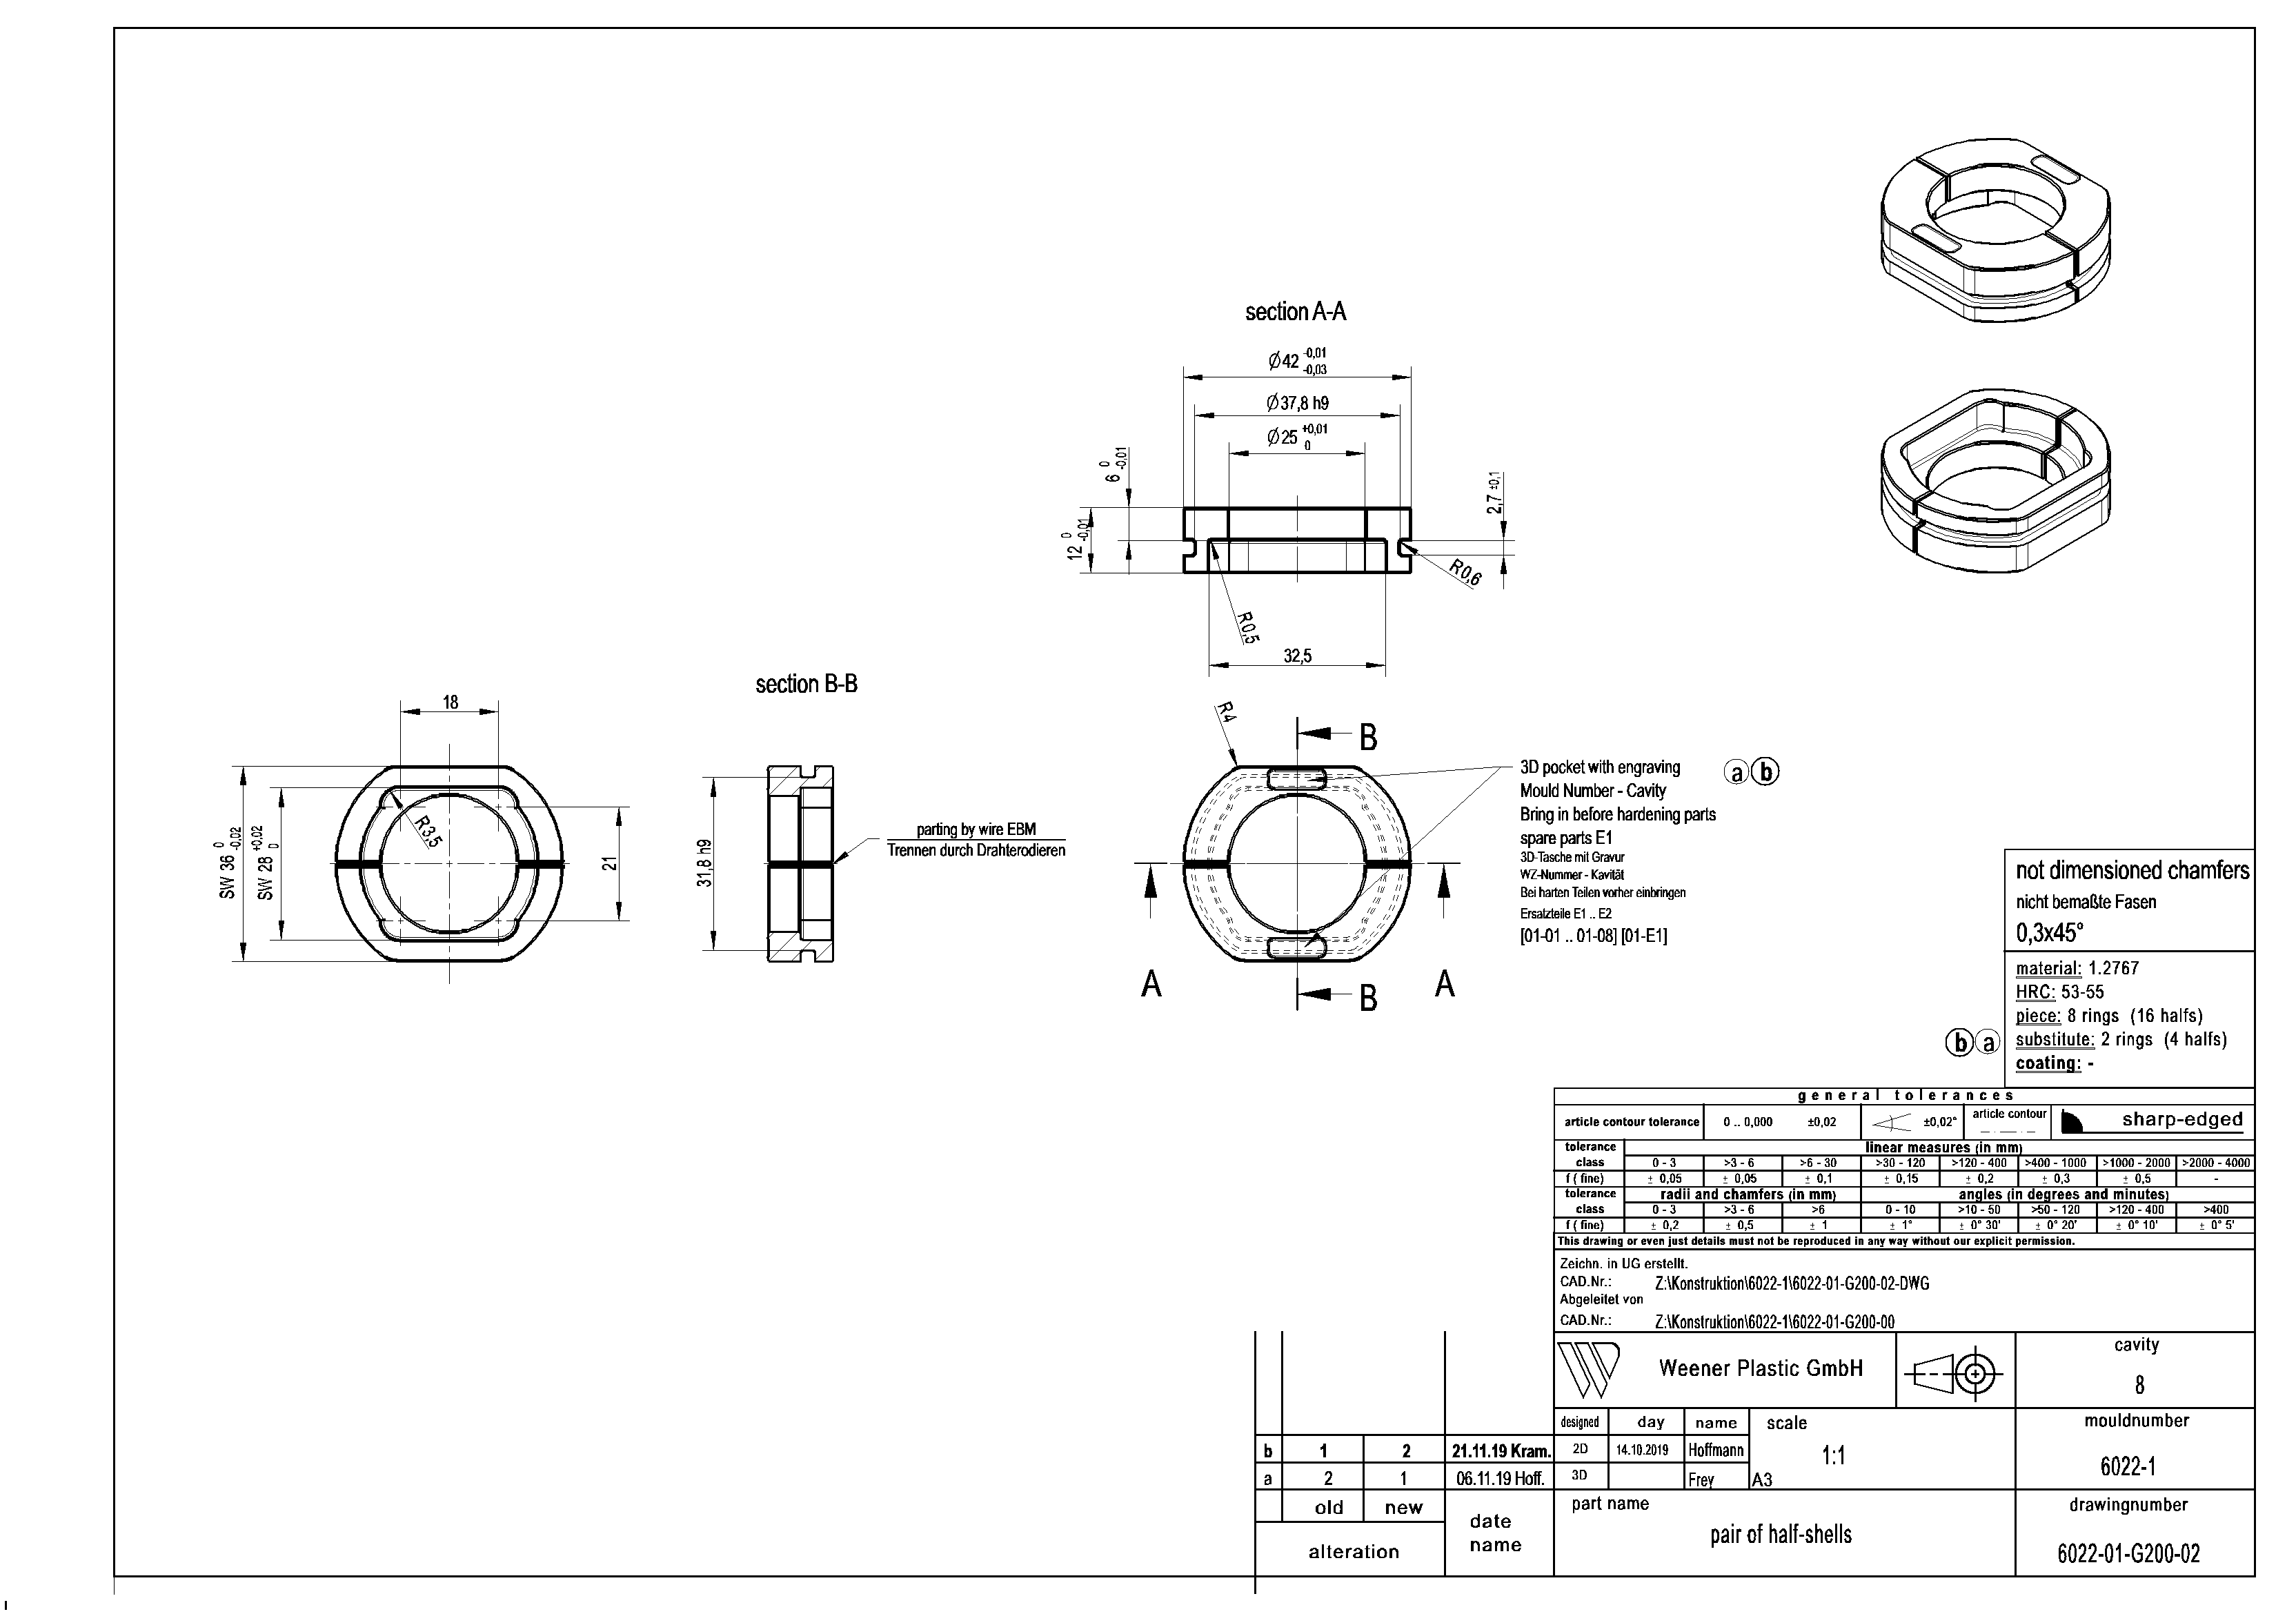 section A-A
Ø42 -0,01 -0,03
Ø37,8 h9
Ø25 +0,01 0
6 0 -0,01
12 0 -0,01
2,7 ±0,1
R0,6
R0,5
32,5
section B-B
18
SW 36 0 -0,02
SW 28 +0,02 0
R3,5
21
31,8 h9
parting by wire EBM
Trennen durch Drahterodieren
R4
B
B
A
A
3D pocket with engraving
a b
Mould Number - Cavity
Bring in before hardening parts
spare parts E1
3D-Tasche mit Gravur
WZ-Nummer - Kavität
Bei harten Teilen vorher einbringen
Ersatzteile E1 .. E2
[01-01 .. 01-08] [01-E1]
not dimensioned chamfers
nicht bemaßte Fasen
0,3x45°
material: 1.2767
HRC: 53-55
piece: 8 rings (16 halfs)
b a
substitute: 2 rings (4 halfs)
coating: -
general tolerances
article contour tolerance 0 .. 0,000 ±0,02 ±0,02° article contour sharp-edged
tolerance linear measures (in mm)
class 0 - 3 >3 - 6 >6 - 30 >30 - 120 >120 - 400 >400 - 1000 >1000 - 2000 >2000 - 4000
f ( fine) ± 0,05 ± 0,05 ± 0,1 ± 0,15 ± 0,2 ± 0,3 ± 0,5 -
tolerance radii and chamfers (in mm) angles (in degrees and minutes)
class 0 - 3 >3 - 6 >6 0 - 10 >10 - 50 >50 - 120 >120 - 400 >400
f ( fine) ± 0,2 ± 0,5 ± 1 ± 1° ± 0° 30' ± 0° 20' ± 0° 10' ± 0° 5'
This drawing or even just details must not be reproduced in any way without our explicit permission.
Zeichn. in UG erstellt.
CAD.Nr.: Z:\Konstruktion\6022-1\6022-01-G200-02-DWG
Abgeleitet von
CAD.Nr.: Z:\Konstruktion\6022-1\6022-01-G200-00
Weener Plastic GmbH
cavity
8
designed day name scale
mouldnumber
2D 14.10.2019 Hoffmann 1:1
6022-1
3D Frey A3
b 1 2 21.11.19 Kram.
a 2 1 06.11.19 Hoff.
old new
date
name
alteration
part name
pair of half-shells
drawingnumber
6022-01-G200-02